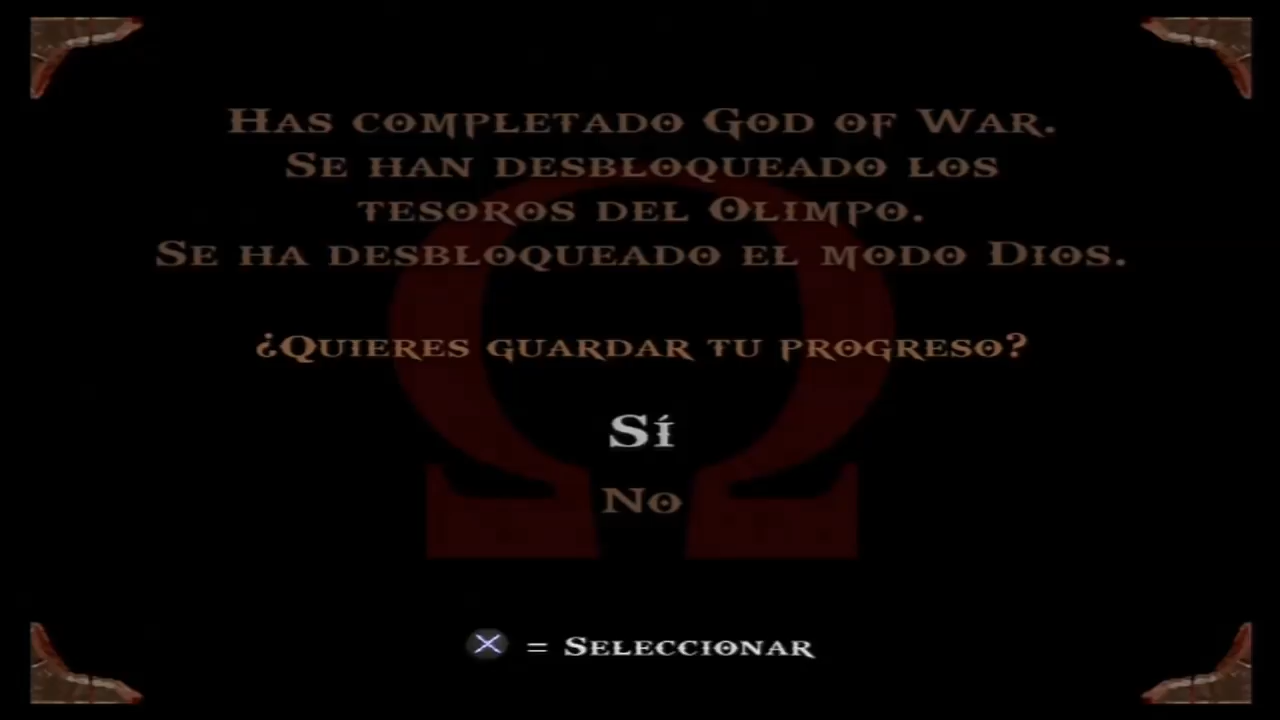 Has completado God of War.
Se han desbloqueado los
tesoros del Olimpo.
Se ha desbloqueado el modo Dios.
¿Quieres guardar tu progreso?
Sí
No
= Seleccionar